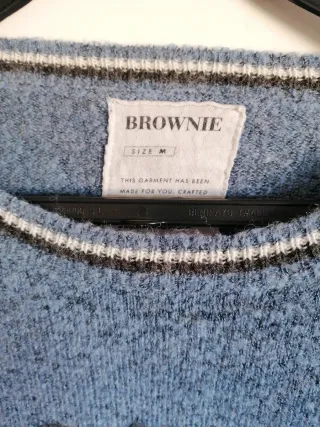 BROWNIE
SIZE M
THIS GARMENT HAS BEEN
MADE FOR YOU. CRAFTED